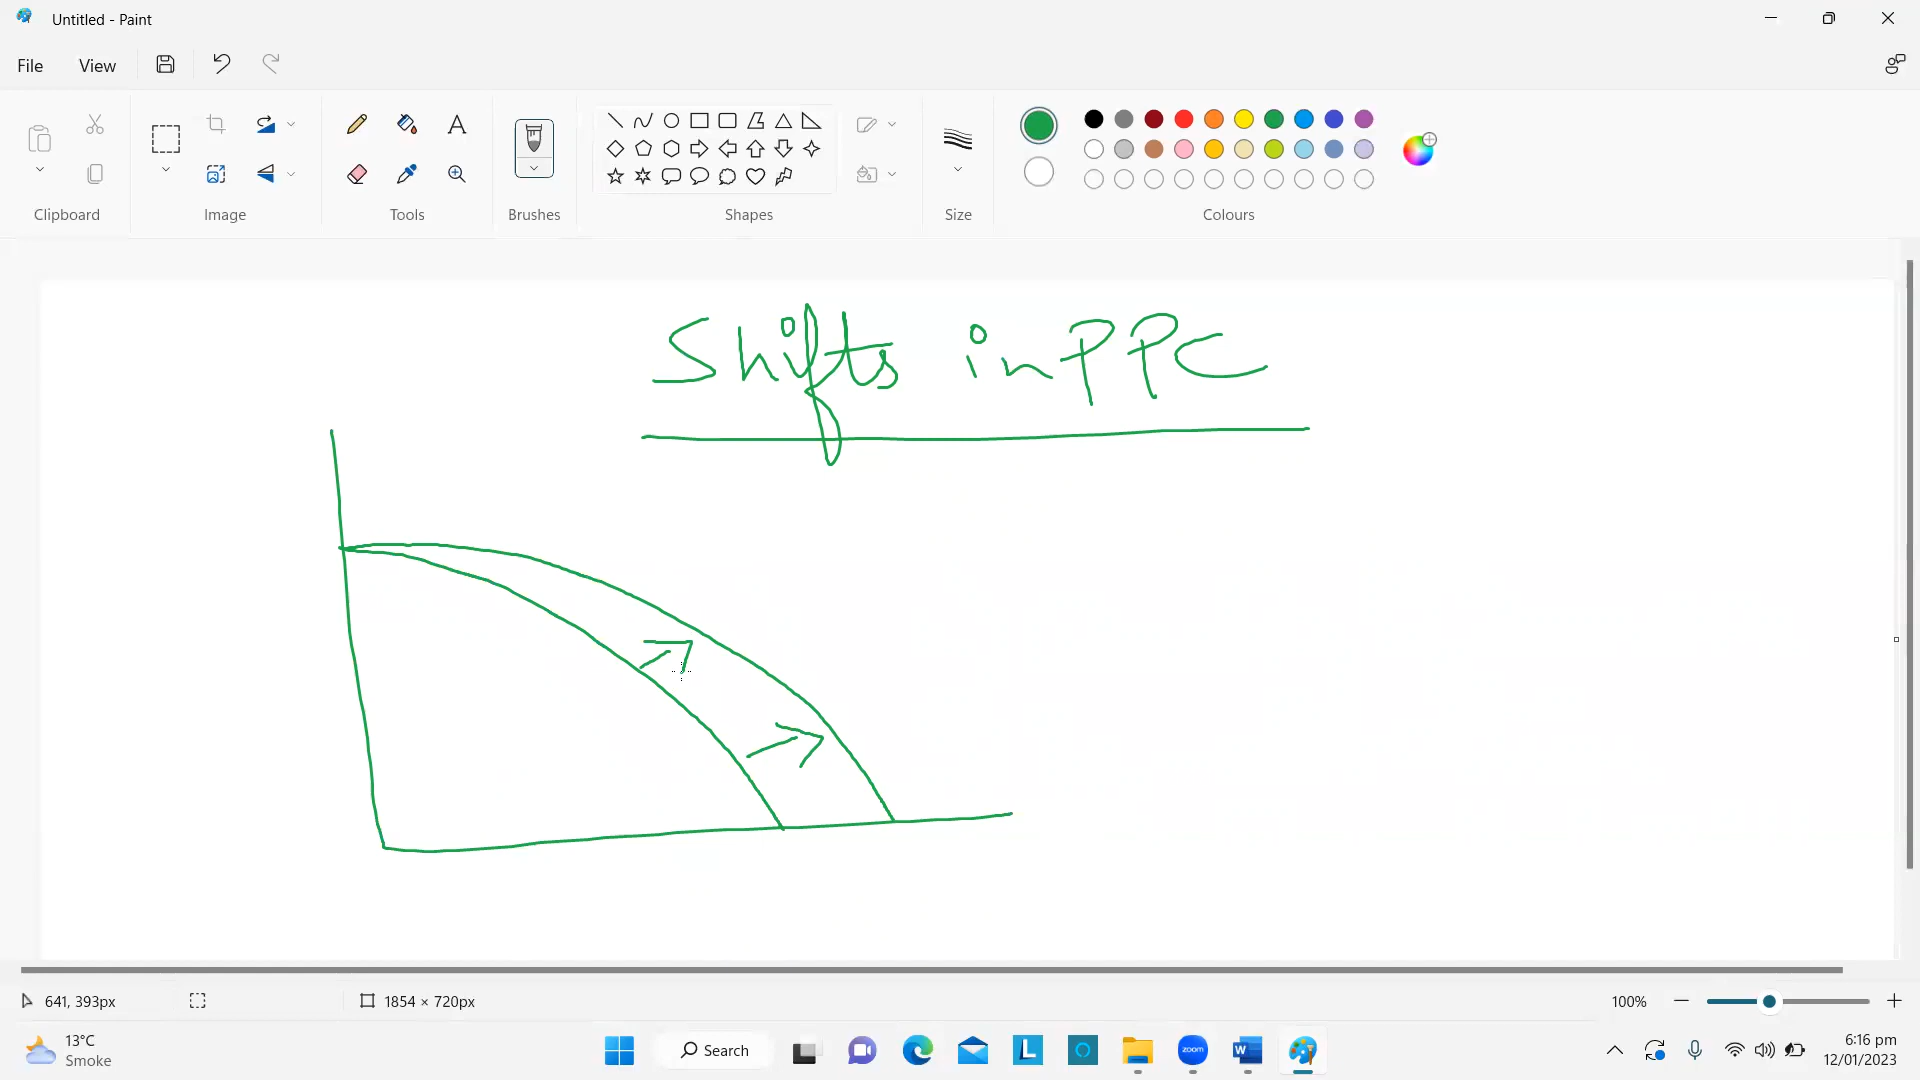 Untitled - Paint
File View
Clipboard Image Tools Brushes Shapes Size Colours
Shifts in PPC
641, 393px 1854 × 720px 100%
13°C
Smoke
Search
zoom
6:16 pm
12/01/2023